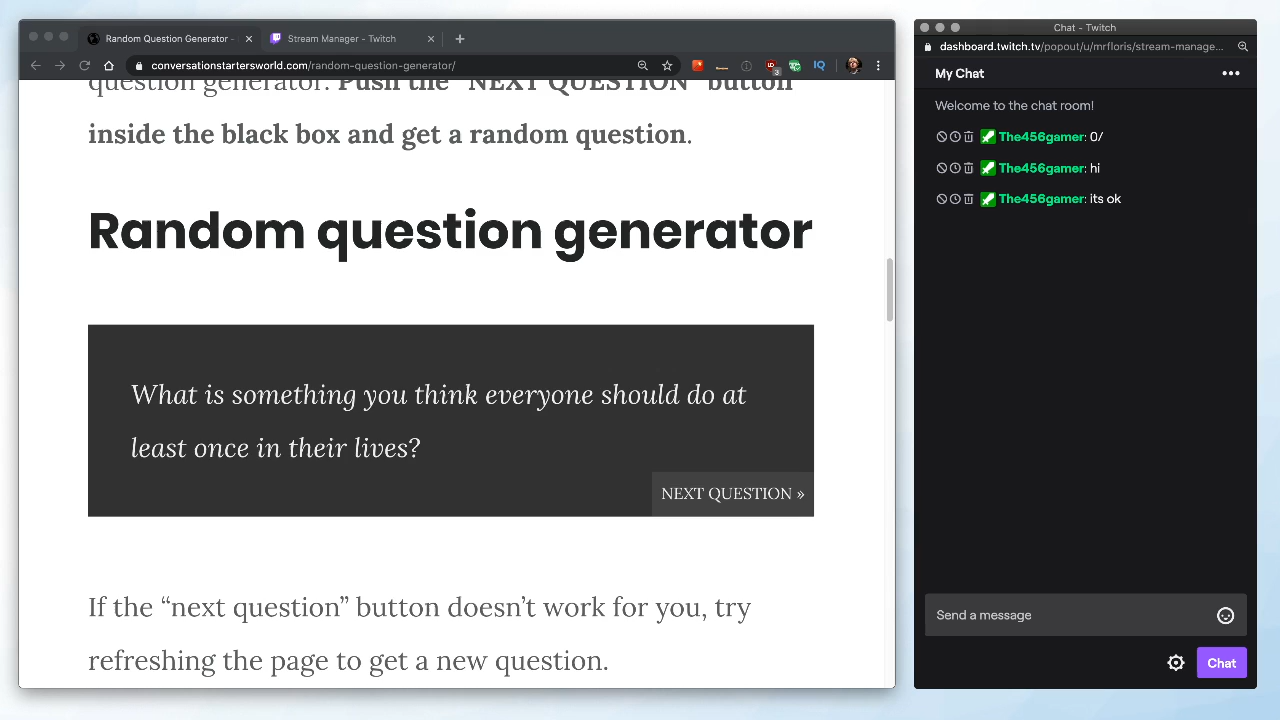 Random Question Generator -
Stream Manager - Twitch
conversationstartersworld.com/random-question-generator/
3
question generator. Push the "NEXT QUESTION" button
inside the black box and get a random question.
Random question generator
What is something you think everyone should do at
least once in their lives?
NEXT QUESTION »
If the “next question” button doesn’t work for you, try
refreshing the page to get a new question.
Chat - Twitch
dashboard.twitch.tv/popout/u/mrfloris/stream-manage...
My Chat
Welcome to the chat room!
The456gamer: 0/
The456gamer: hi
The456gamer: its ok
Send a message
Chat